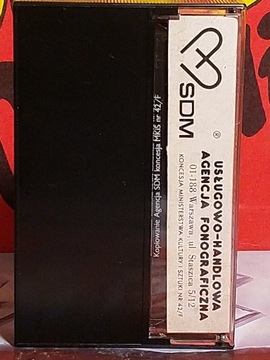 SDM
®
USŁUGOWO-HANDLOWA
AGENCJA FONOGRAFICZNA
01-188 Warszawa, ul. Staszica 5/12
KONCESJA MINISTERSTWA KULTURY I SZTUKI NR 42/F
Kopiowanie Agencja SDM koncesja MKiS nr 42/F